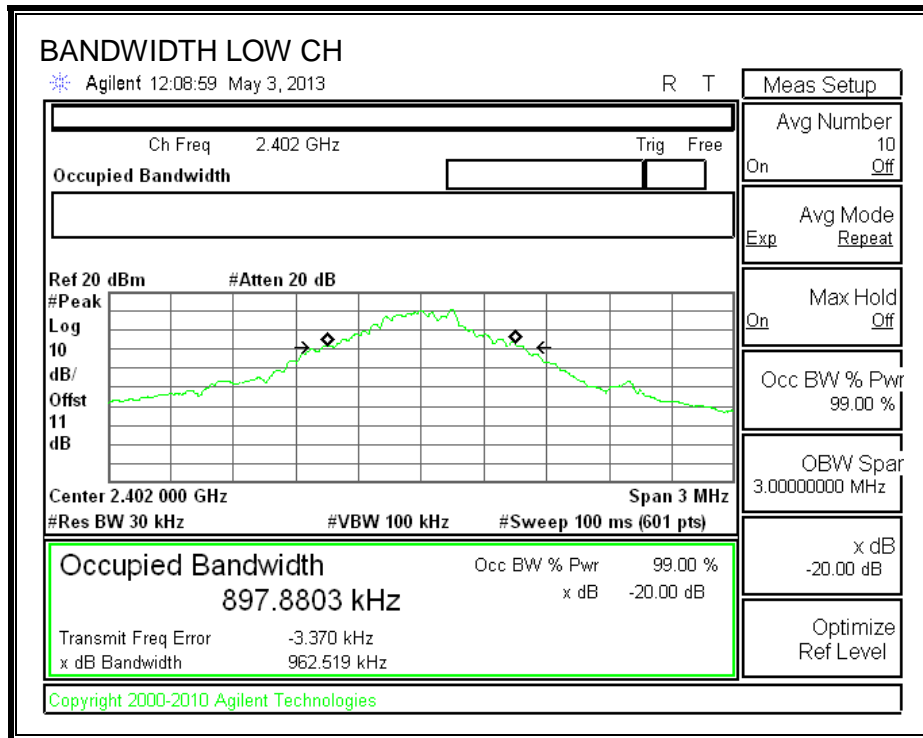 BANDWIDTH LOW CH
Agilent 12:08:59 May 3, 2013 R T
Ch Freq 2.402 GHz Trig Free
Occupied Bandwidth
Ref 20 dBm #Atten 20 dB
#Peak
Log
10
dB/
Offst
11
dB
Center 2.402 000 GHz Span 3 MHz
#Res BW 30 kHz #VBW 100 kHz #Sweep 100 ms (601 pts)
Occupied Bandwidth
897.8803 kHz
Occ BW % Pwr 99.00 %
x dB -20.00 dB
Transmit Freq Error -3.370 kHz
x dB Bandwidth 962.519 kHz
Copyright 2000-2010 Agilent Technologies
Meas Setup
Avg Number
10
On Off
Avg Mode
Exp Repeat
Max Hold
On Off
Occ BW % Pwr
99.00 %
OBW Span
3.00000000 MHz
x dB
-20.00 dB
Optimize
Ref Level